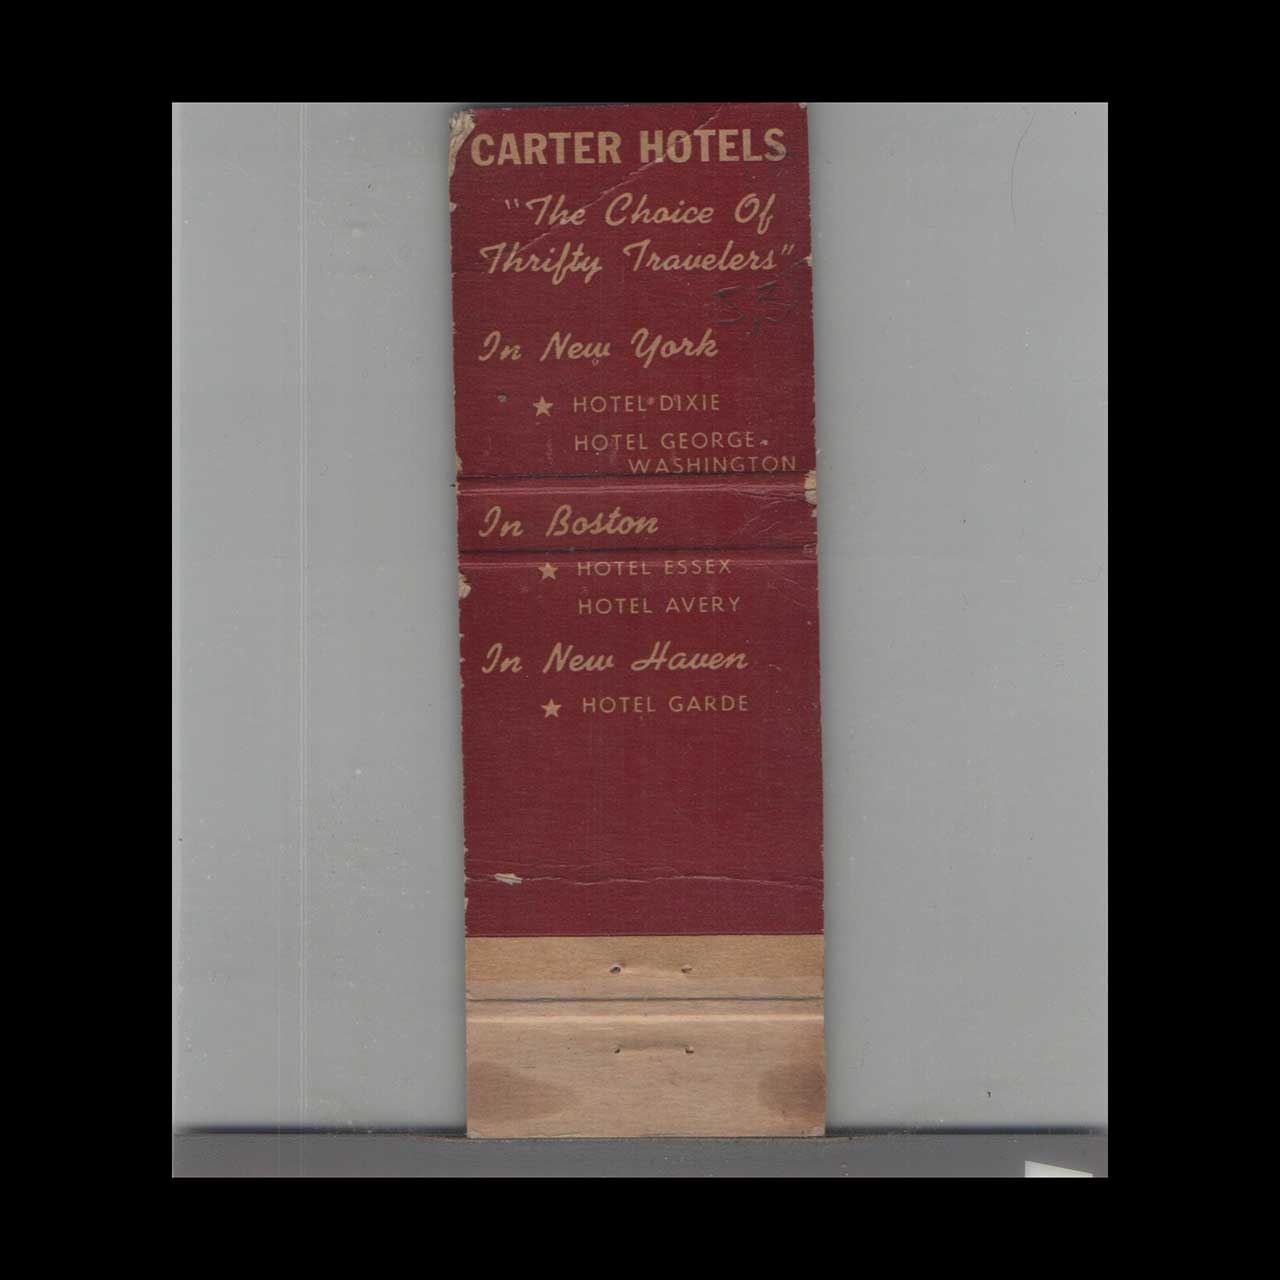 CARTER HOTELS
"The Choice Of
Thrifty Travelers"
In New York
★ HOTEL DIXIE
HOTEL GEORGE
WASHINGTON
In Boston
★ HOTEL ESSEX
HOTEL AVERY
In New Haven
★ HOTEL GARDE